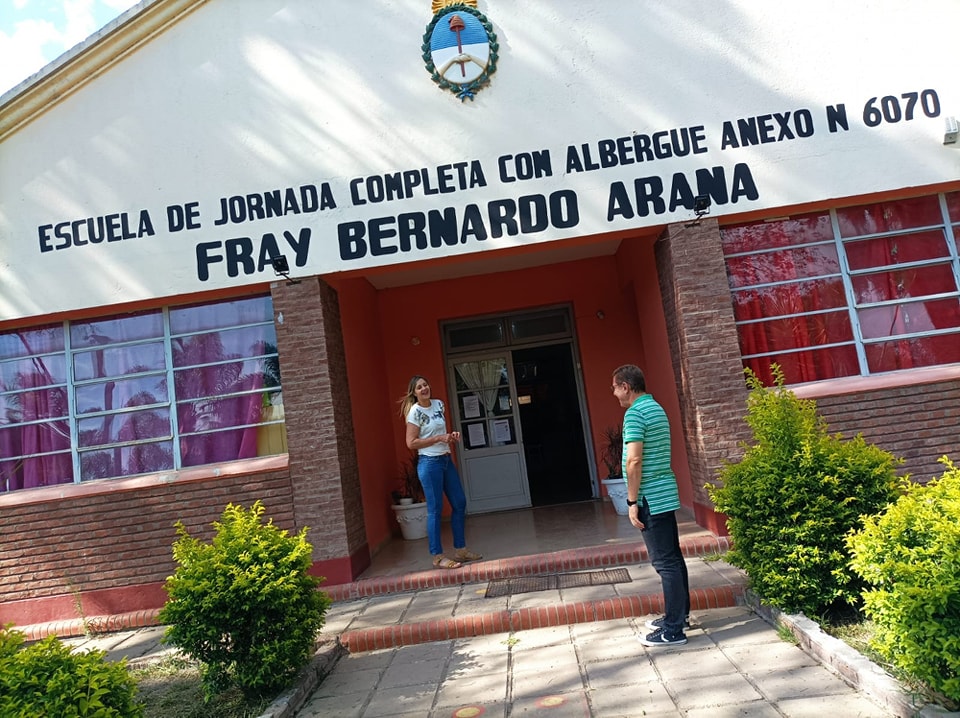 ESCUELA DE JORNADA COMPLETA CON ALBERGUE ANEXO N 6070
FRAY BERNARDO ARANA